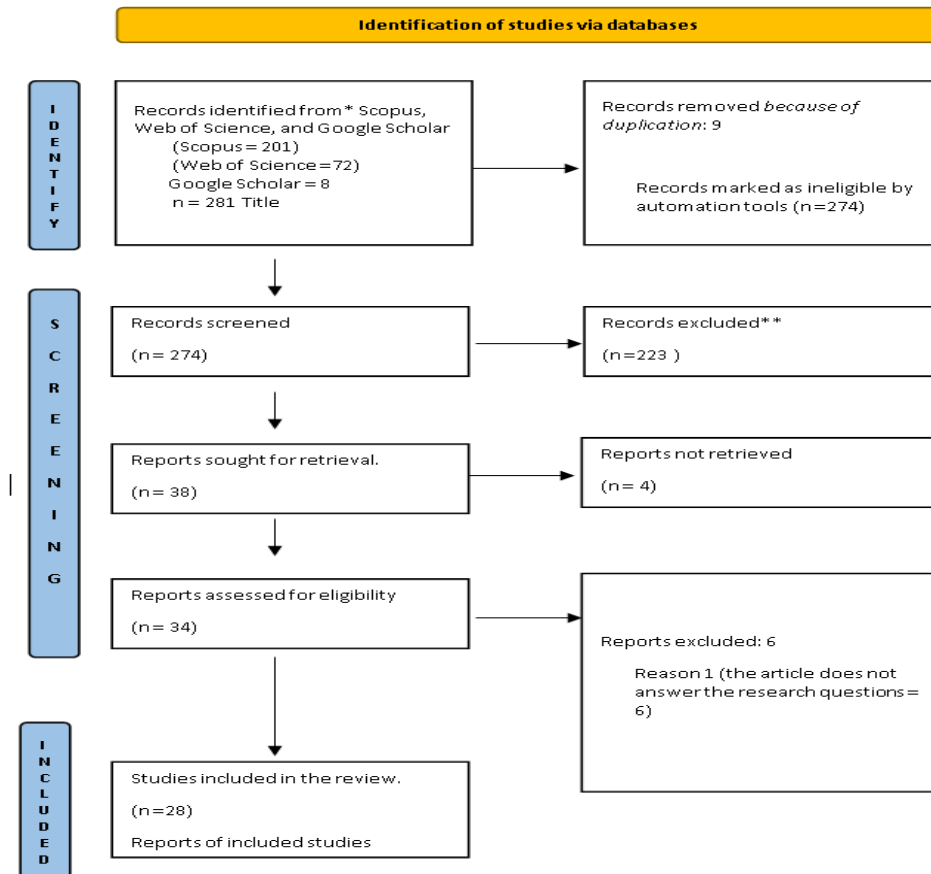 Identification of studies via databases
IDENTIFY
Records identified from* Scopus,
Web of Science, and Google Scholar
(Scopus = 201)
(Web of Science =72)
Google Scholar = 8
n = 281 Title
Records removed because of
duplication: 9
Records marked as ineligible by
automation tools (n=274)
SCREENING
Records screened
(n= 274)
Records excluded**
(n=223 )
Reports sought for retrieval.
(n= 38)
Reports not retrieved
(n= 4)
Reports assessed for eligibility
(n= 34)
Reports excluded: 6
Reason 1 (the article does not
answer the research questions=
6)
INCLUDED
Studies included in the review.
(n=28)
Reports of included studies